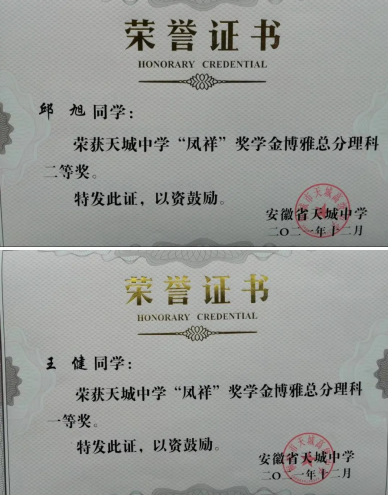 荣誉证书
HONORARY CREDENTIAL
邱 旭同学：
荣获天城中学“凤祥”奖学金博雅总分理科
二等奖。
特发此证，以资鼓励。
安徽省天城中学
二〇二一年十二月
荣誉证书
HONORARY CREDENTIAL
王 健同学：
荣获天城中学“凤祥”奖学金博雅总分理科
一等奖。
特发此证，以资鼓励。
安徽省天城中学
二〇二一年十二月